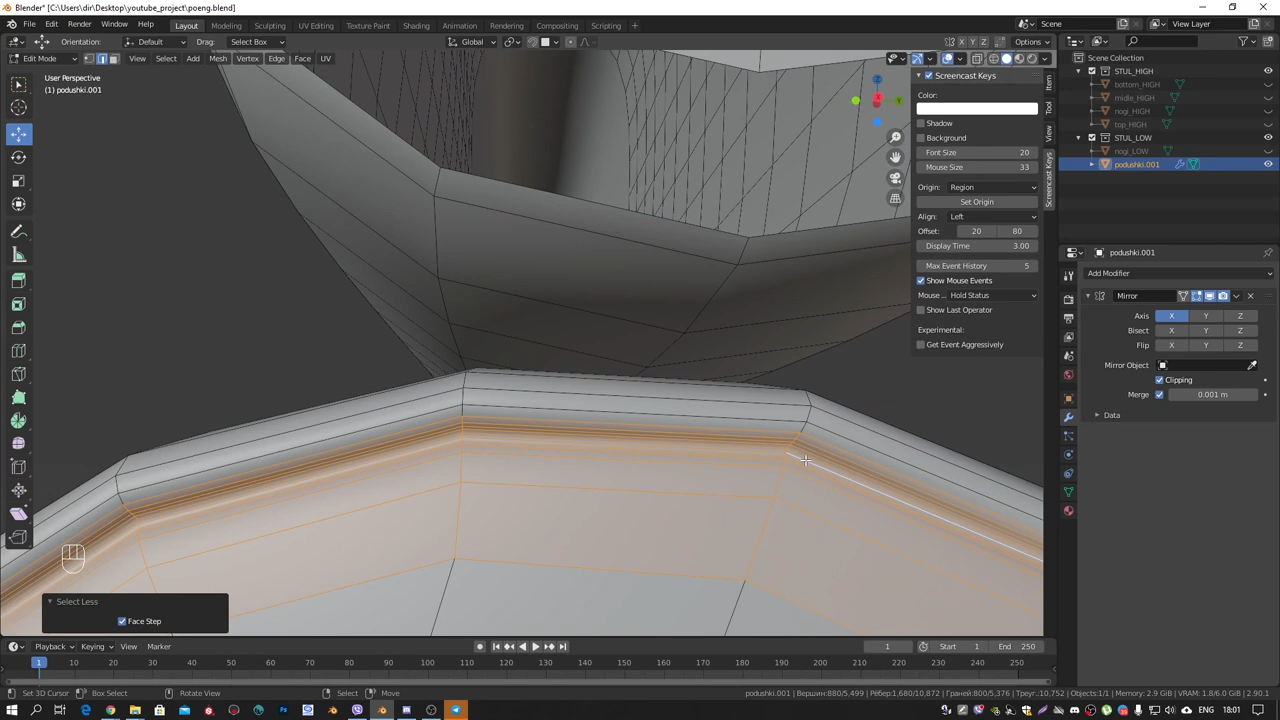 Blender* [C:\Users\dir\Desktop\youtube_project\poeng.blend]
File Edit Render Window Help Layout Modeling Sculpting UV Editing Texture Paint Shading Animation Rendering Compositing Scripting + Scene View Layer
Orientation: Default Drag: Select Box Global X Y Z Options
Edit Mode View Select Add Mesh Vertex Edge Face UV
User Perspective
(1) podushki.001
Screencast Keys
Color:
Shadow
Background
Font Size 20
Mouse Size 33
Origin: Region
Set Origin
Align: Left
Offset: 20 80
Display Time 3.00
Max Event History 5
Show Mouse Events
Mouse .. Hold Status
Show Last Operator
Experimental:
Get Event Aggressively
Item
Tool
View
Screencast Keys
Scene Collection
STUL_HIGH
bottom_HIGH
midle_HIGH
nogi_HIGH
top_HIGH
STUL_LOW
nogi_LOW
podushki.001
podushki.001
Add Modifier
Mirror
Axis X Y Z
Bisect X Y Z
Flip X Y Z
Mirror Object
Clipping
Merge 0.001 m
Data
Select Less
Face Step
Playback Keying View Marker 1 Start 1 End 250
1 10 20 30 40 50 60 70 80 90 100 110 120 130 140 150 160 170 180 190 200 210 220 230 240 250
Set 3D Cursor Box Select Rotate View Select Move podushki.001 | Вершин:880/5,499 | Рёбер:1,680/10,872 | Граней:800/5,376 | Треуг.:10,752 | Objects:1/1 | Memory: 2.9 GiB | VRAM: 1.8/6.0 GiB | 2.90.1
ENG 18:01